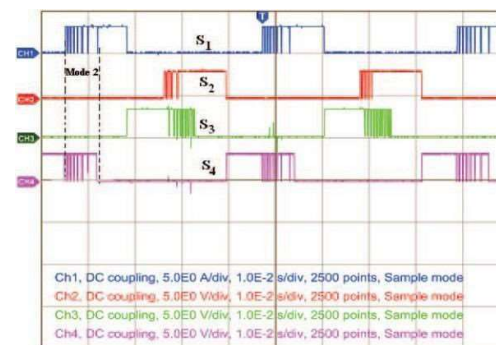 T
CH1
S1
Mode 2
S2
CH2
S3
CH3
S4
CH4
Ch1, DC coupling, 5.0E0 A/div, 1.0E-2 s/div, 2500 points, Sample mode
Ch2, DC coupling, 5.0E0 V/div, 1.0E-2 s/div, 2500 points, Sample mode
Ch3, DC coupling, 5.0E0 V/div, 1.0E-2 s/div, 2500 points, Sample mode
Ch4, DC coupling, 5.0E0 V/div, 1.0E-2 s/div, 2500 points, Sample mode